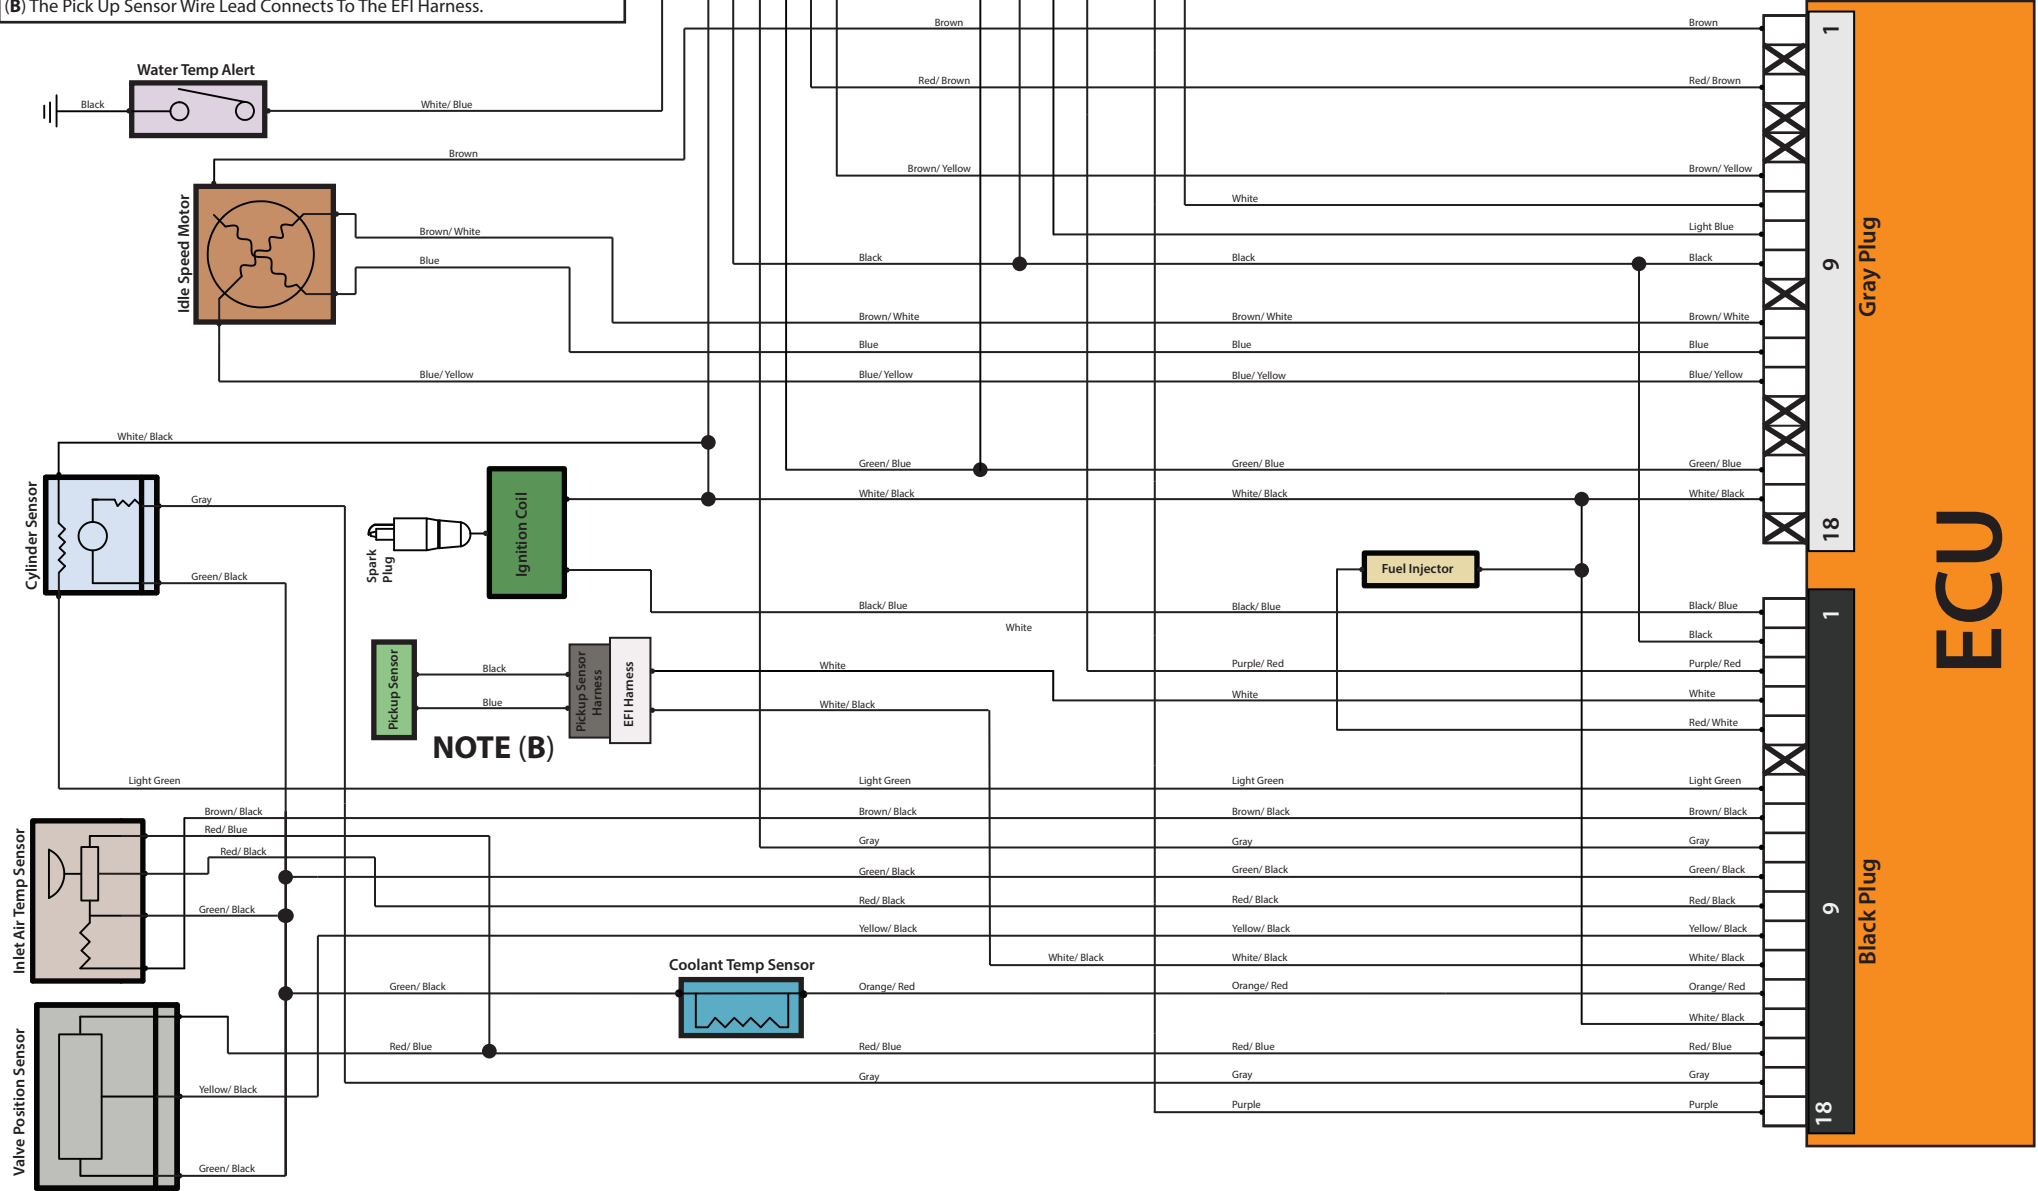 (B) The Pick Up Sensor Wire Lead Connects To The EFI Harness.
Brown Brown
1
Water Temp Alert
Red/ Brown Red/ Brown
Black White/ Blue
Brown
Brown/ Yellow Brown/ Yellow
White
Idle Speed Motor
Brown/ White
Light Blue
Blue
Black Black Black
9
Gray Plug
Brown/ White Brown/ White Brown/ White
Blue Blue Blue
Blue/ Yellow Blue/ Yellow Blue/ Yellow Blue/ Yellow
White/ Black
Green/ Blue Green/ Blue Green/ Blue
Cylinder Sensor
Gray
White/ Black White/ Black White/ Black
18
Ignition Coil
Spark
Plug
Fuel Injector
ECU
Green/ Black
Black/ Blue Black/ Blue Black/ Blue
1
White
Black
Pickup Sensor
Black
Blue
Pickup Sensor
Harness
EFI Harness
White
Purple/ Red Purple/ Red
White White
White/ Black
Red/ White
NOTE (B)
Light Green Light Green Light Green Light Green
Brown/ Black Brown/ Black Brown/ Black Brown/ Black
Inlet Air Temp Sensor
Red/ Blue
Gray Gray Gray
Red/ Black
Green/ Black Green/ Black Green/ Black
Red/ Black Red/ Black Red/ Black
9
Black Plug
Green/ Black
Yellow/ Black Yellow/ Black Yellow/ Black
White/ Black White/ Black White/ Black
Coolant Temp Sensor
Green/ Black Orange/ Red Orange/ Red Orange/ Red
White/ Black
Valve Position Sensor
Red/ Blue Red/ Blue Red/ Blue Red/ Blue
Gray Gray Gray
Yellow/ Black
Purple Purple
18
Green/ Black